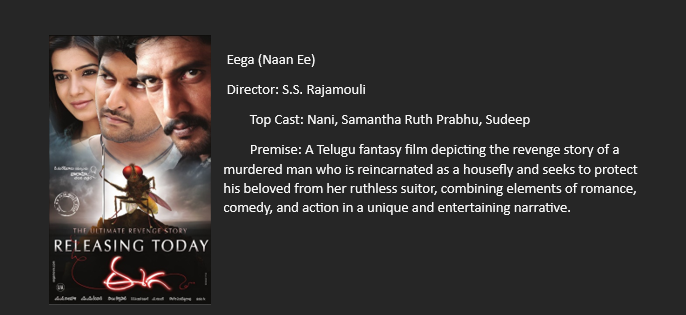 Eega (Naan Ee)
Director: S.S. Rajamouli
Top Cast: Nani, Samantha Ruth Prabhu, Sudeep
Premise: A Telugu fantasy film depicting the revenge story of a
murdered man who is reincarnated as a housefly and seeks to protect
his beloved from her ruthless suitor, combining elements of romance,
comedy, and action in a unique and entertaining narrative.
THE ULTIMATE REVENGE STORY
RELEASING TODAY
ఈగ